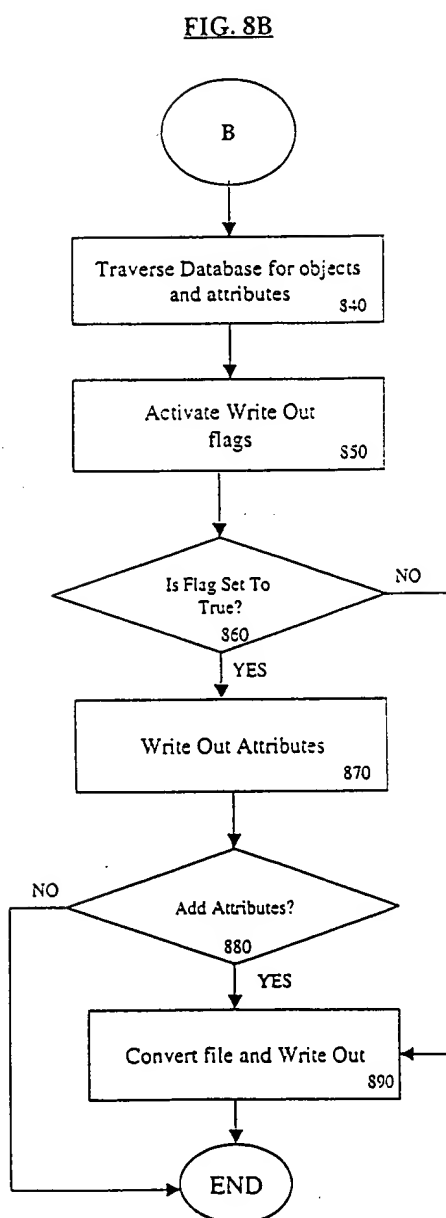 FIG. 8B
B
Traverse Database for objects
and attributes
840
Activate Write Out
flags
850
Is Flag Set To
True?
860
NO
YES
Write Out Attributes
870
NO
Add Attributes?
880
YES
Convert file and Write Out
890
END